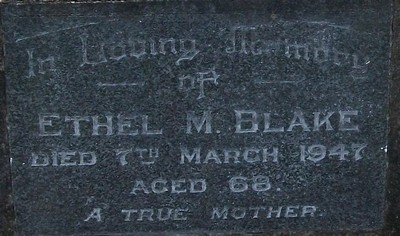 In Loving Memory
of
ETHEL M. BLAKE
DIED 7TH MARCH 1947
AGED 68.
A TRUE MOTHER.